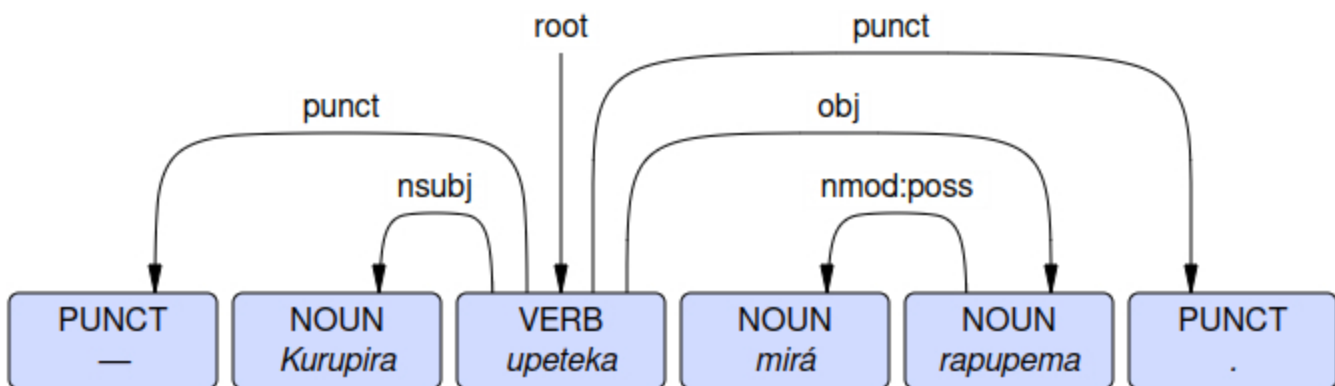 root punct
punct obj
nsubj nmod:poss
PUNCT NOUN VERB NOUN NOUN PUNCT
— Kurupira upeteka mirá rapupema .